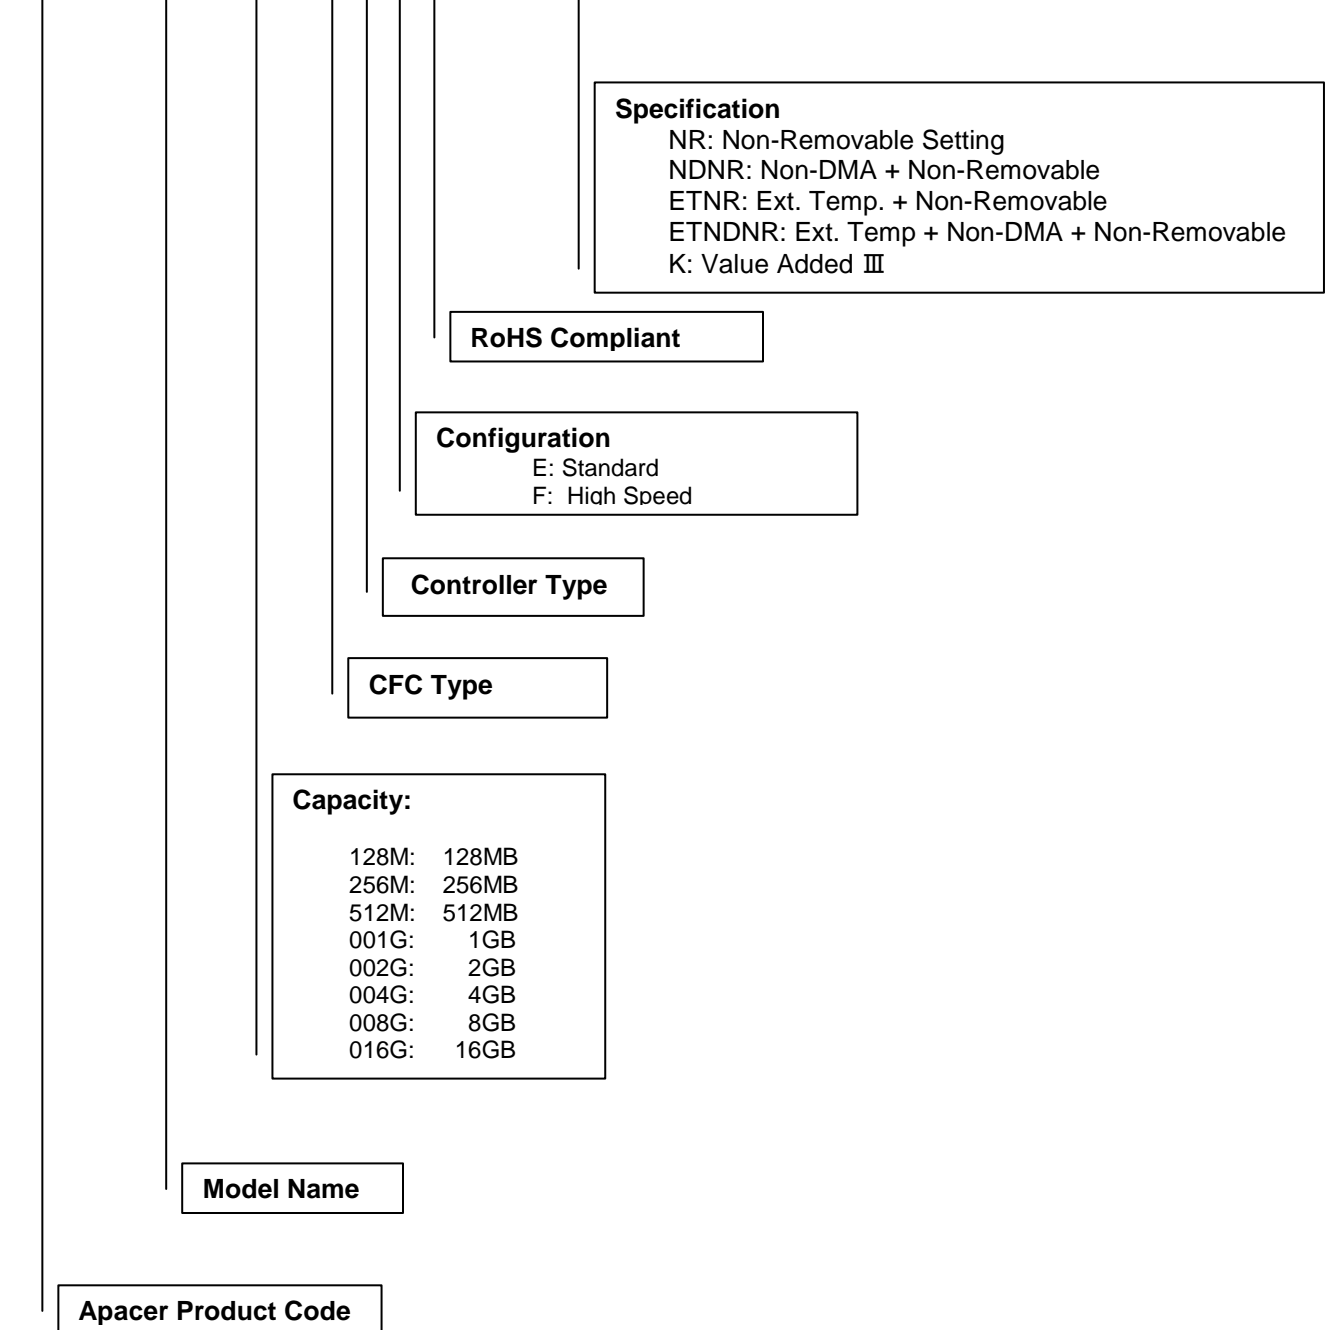 Specification
NR: Non-Removable Setting
NDNR: Non-DMA + Non-Removable
ETNR: Ext. Temp. + Non-Removable
ETNDNR: Ext. Temp + Non-DMA + Non-Removable
K: Value Added Ⅲ
RoHS Compliant
Configuration
E: Standard
F: High Speed
Controller Type
CFC Type
Capacity:
128M: 128MB
256M: 256MB
512M: 512MB
001G: 1GB
002G: 2GB
004G: 4GB
008G: 8GB
016G: 16GB
Model Name
Apacer Product Code